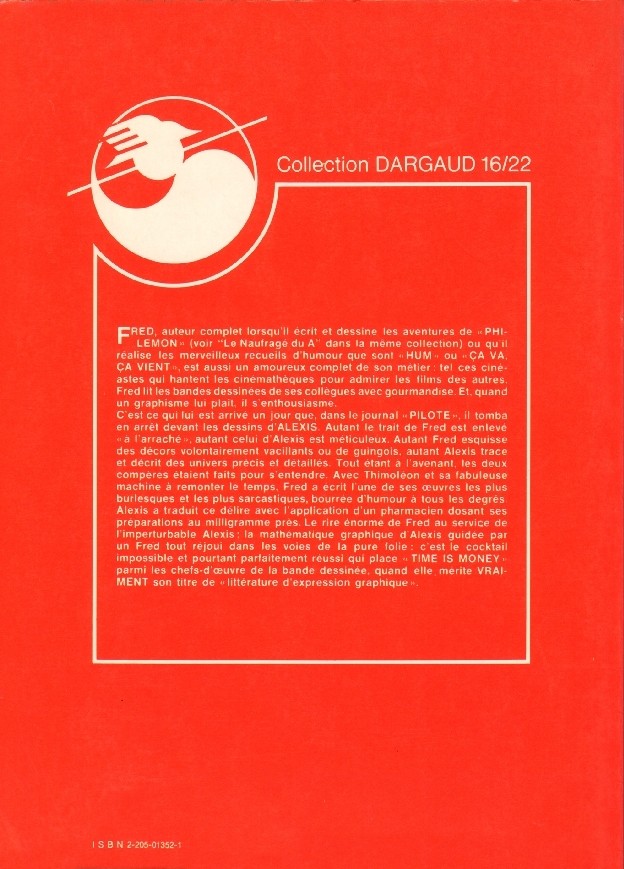 Collection DARGAUD 16/22
FRED, auteur complet lorsqu'il écrit et dessine les aventures de «PHI-
LEMON» (voir "Le Naufragé du A" dans la même collection) ou qu'il
réalise les merveilleux recueils d'humour que sont «HUM» ou «ÇA VA,
ÇA VIENT», est aussi un amoureux complet de son métier : tel ces ciné-
astes qui hantent les cinémathèques pour admirer les films des autres,
Fred lit les bandes dessinées de ses collègues avec gourmandise. Et, quand
un graphisme lui plait, il s'enthousiasme.
C'est ce qui lui est arrivé un jour que, dans le journal «PILOTE», il tomba
en arrêt devant les dessins d'ALEXIS. Autant le trait de Fred est enlevé
«à l'arraché», autant celui d'Alexis est méticuleux. Autant Fred esquisse
des décors volontairement vacillants ou de guingois, autant Alexis trace
et décrit des univers précis et détaillés. Tout étant à l'avenant, les deux
compères étaient faits pour s'entendre. Avec Thimoléon et sa fabuleuse
machine à remonter le temps, Fred a écrit l'une de ses œuvres les plus
burlesques et les plus sarcastiques, bourrée d'humour à tous les degrés.
Alexis a traduit ce délire avec l'application d'un pharmacien dosant ses
préparations au milligramme près. Le rire énorme de Fred au service de
l'imperturbable Alexis ; la mathématique graphique d'Alexis guidée par
un Fred tout réjoui dans les voies de la pure folie : c'est le cocktail
impossible et pourtant parfaitement réussi qui place «TIME IS MONEY»
parmi les chefs-d'œuvre de la bande dessinée, quand elle mérite VRAI-
MENT son titre de «littérature d'expression graphique».
ISBN 2-205-01352-1